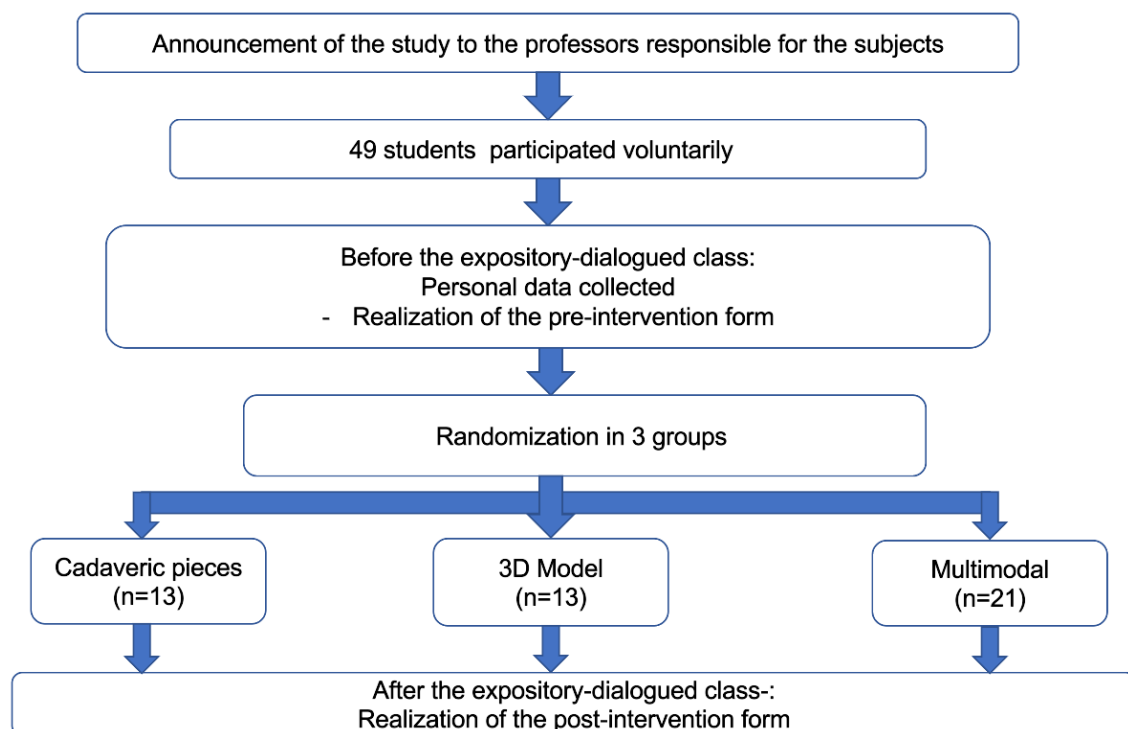 Announcement of the study to the professors responsible for the subjects
49 students participated voluntarily
Before the expository-dialogued class:
Personal data collected
- Realization of the pre-intervention form
Randomization in 3 groups
Cadaveric pieces
(n=13)
3D Model
(n=13)
Multimodal
(n=21)
After the expository-dialogued class-:
Realization of the post-intervention form